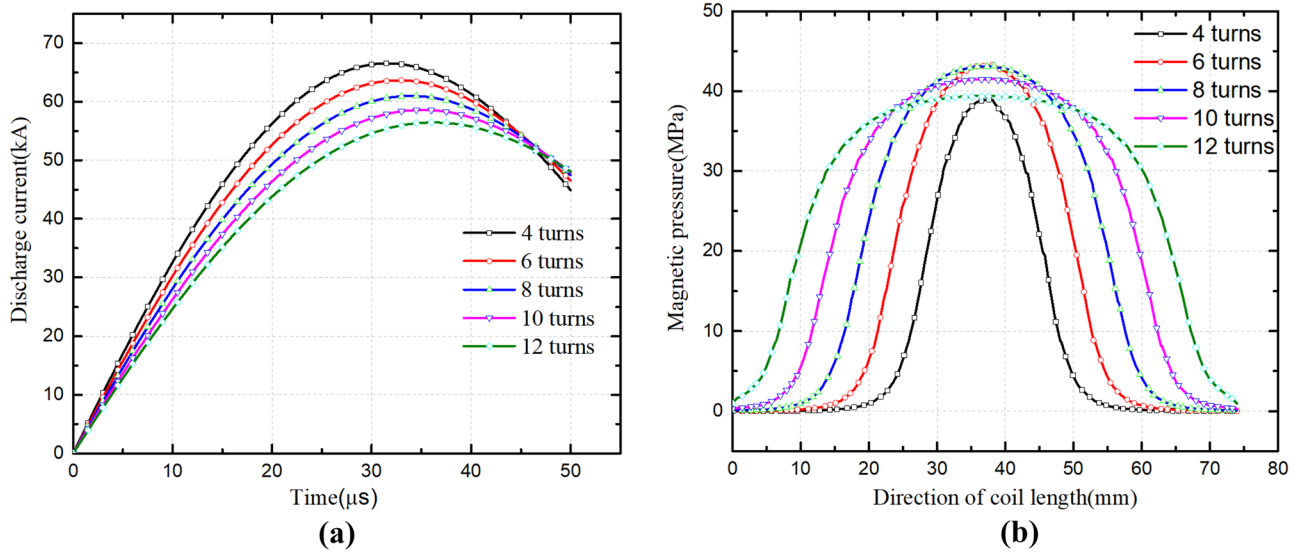 70
60
50
40
30
20
10
0
Discharge current(kA)
4 turns
6 turns
8 turns
10 turns
12 turns
0 10 20 30 40 50
Time(μs)
(a)
50
40
30
20
10
0
Magnetic pressure(MPa)
4 turns
6 turns
8 turns
10 turns
12 turns
0 10 20 30 40 50 60 70 80
Direction of coil length(mm)
(b)